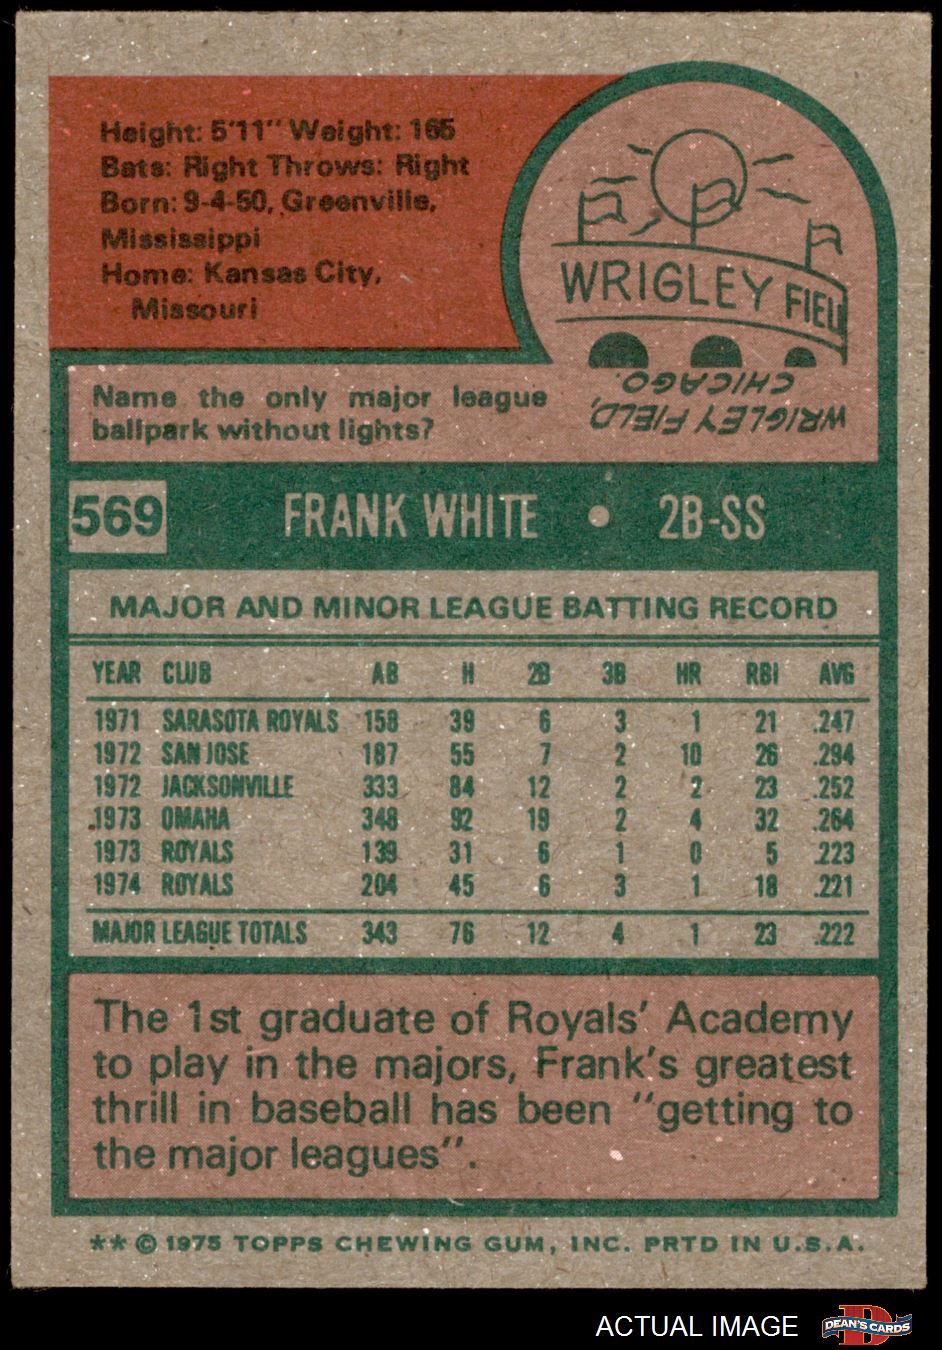 Height: 5'11" Weight: 165
Bats: Right Throws: Right
Born: 9-4-50, Greenville,
Mississippi
Home: Kansas City,
Missouri
WRIGLEY FIEL
Name the only major league
ballpark without lights?
WRIGLEY FIELD,
CHICAGO.
569 FRANK WHITE • 2B-SS
MAJOR AND MINOR LEAGUE BATTING RECORD
YEAR CLUB AB H 2B 3B HR RBI AVG
1971 SARASOTA ROYALS 158 39 6 3 1 21 .247
1972 SAN JOSE 187 55 7 2 10 26 .294
1972 JACKSONVILLE 333 84 12 2 2 23 .252
1973 OMAHA 348 92 19 2 4 32 .264
1973 ROYALS 139 31 6 1 0 5 .223
1974 ROYALS 204 45 6 3 1 18 .221
MAJOR LEAGUE TOTALS 343 76 12 4 1 23 .222
The 1st graduate of Royals' Academy
to play in the majors, Frank's greatest
thrill in baseball has been "getting to
the major leagues".
** © 1975 TOPPS CHEWING GUM, INC. PRTD IN U.S.A.
ACTUAL IMAGE
DEAN'S CARDS